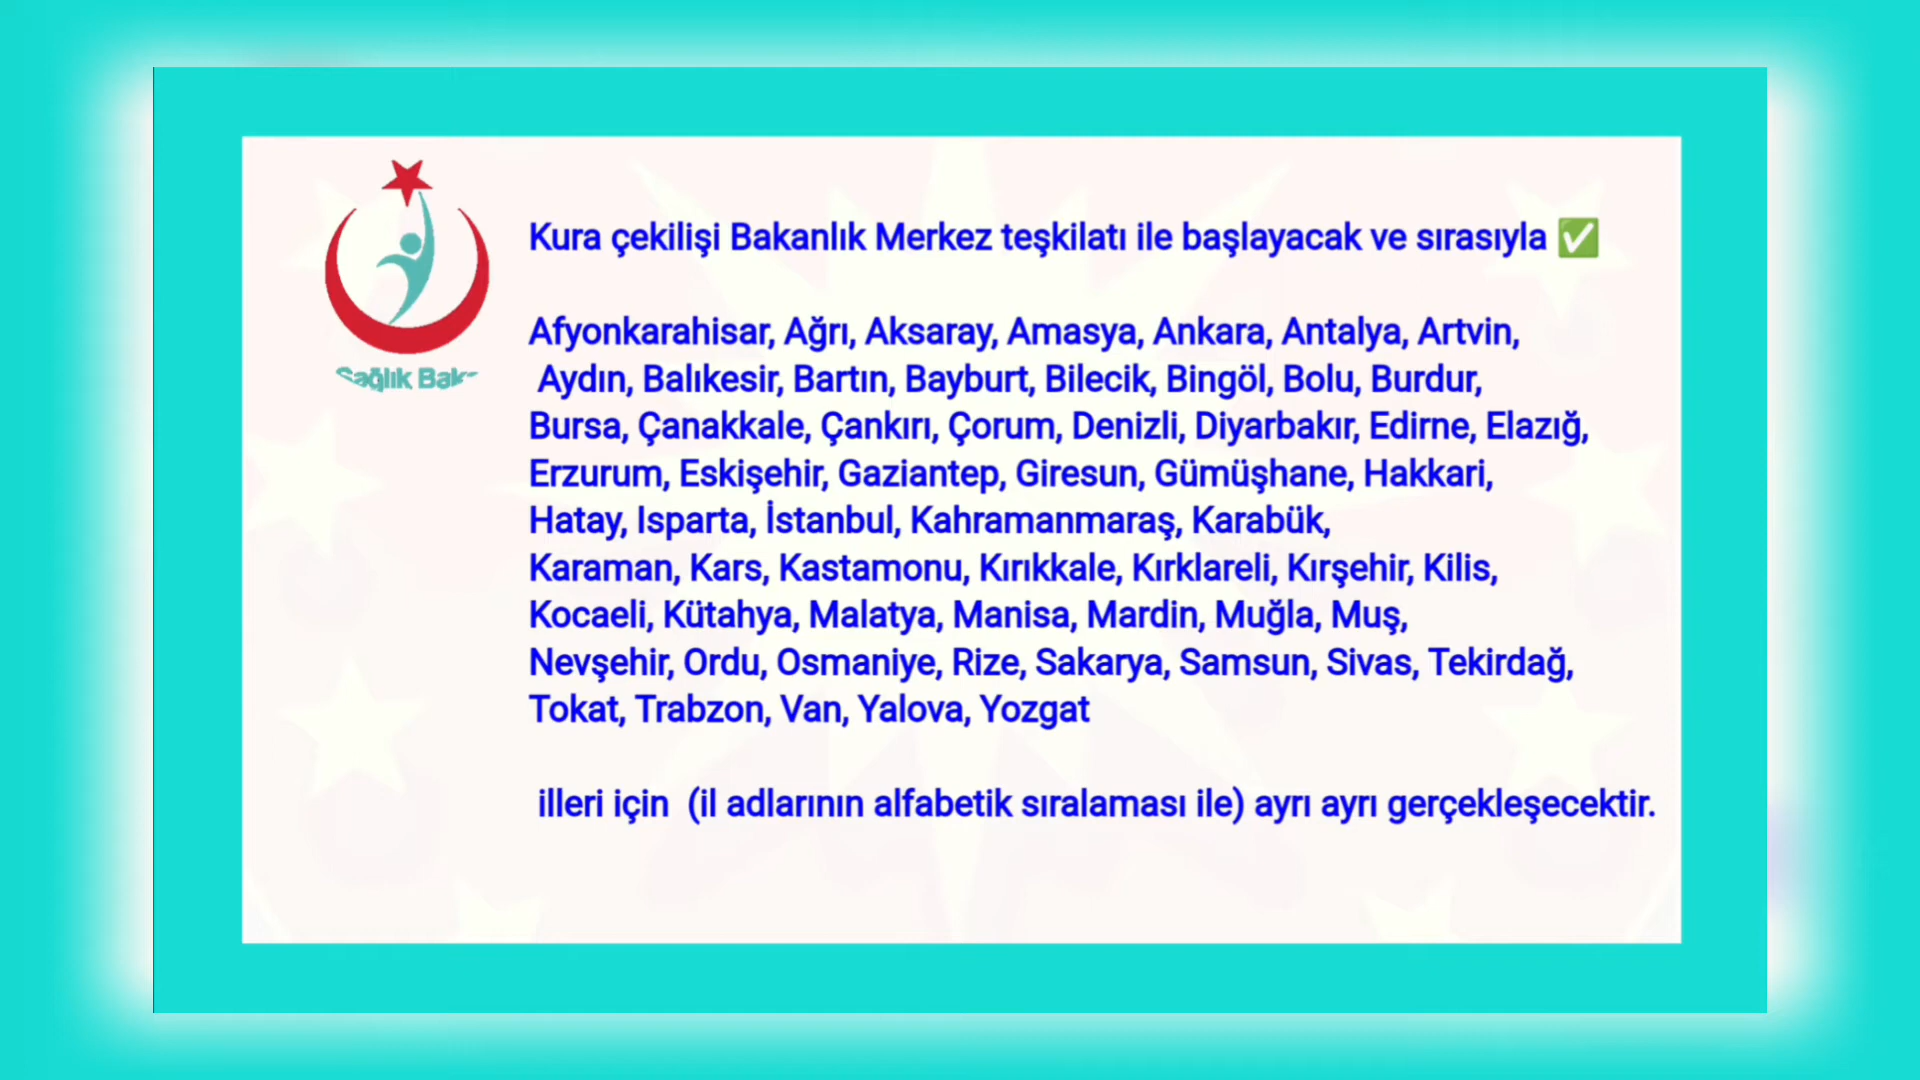 Kura çekilişi Bakanlık Merkez teşkilatı ile başlayacak ve sırasıyla ✅
Afyonkarahisar, Ağrı, Aksaray, Amasya, Ankara, Antalya, Artvin,
Aydın, Balıkesir, Bartın, Bayburt, Bilecik, Bingöl, Bolu, Burdur,
Bursa, Çanakkale, Çankırı, Çorum, Denizli, Diyarbakır, Edirne, Elazığ,
Erzurum, Eskişehir, Gaziantep, Giresun, Gümüşhane, Hakkari,
Hatay, Isparta, İstanbul, Kahramanmaraş, Karabük,
Karaman, Kars, Kastamonu, Kırıkkale, Kırklareli, Kırşehir, Kilis,
Kocaeli, Kütahya, Malatya, Manisa, Mardin, Muğla, Muş,
Nevşehir, Ordu, Osmaniye, Rize, Sakarya, Samsun, Sivas, Tekirdağ,
Tokat, Trabzon, Van, Yalova, Yozgat
illeri için (il adlarının alfabetik sıralaması ile) ayrı ayrı gerçekleşecektir.
Sağlık